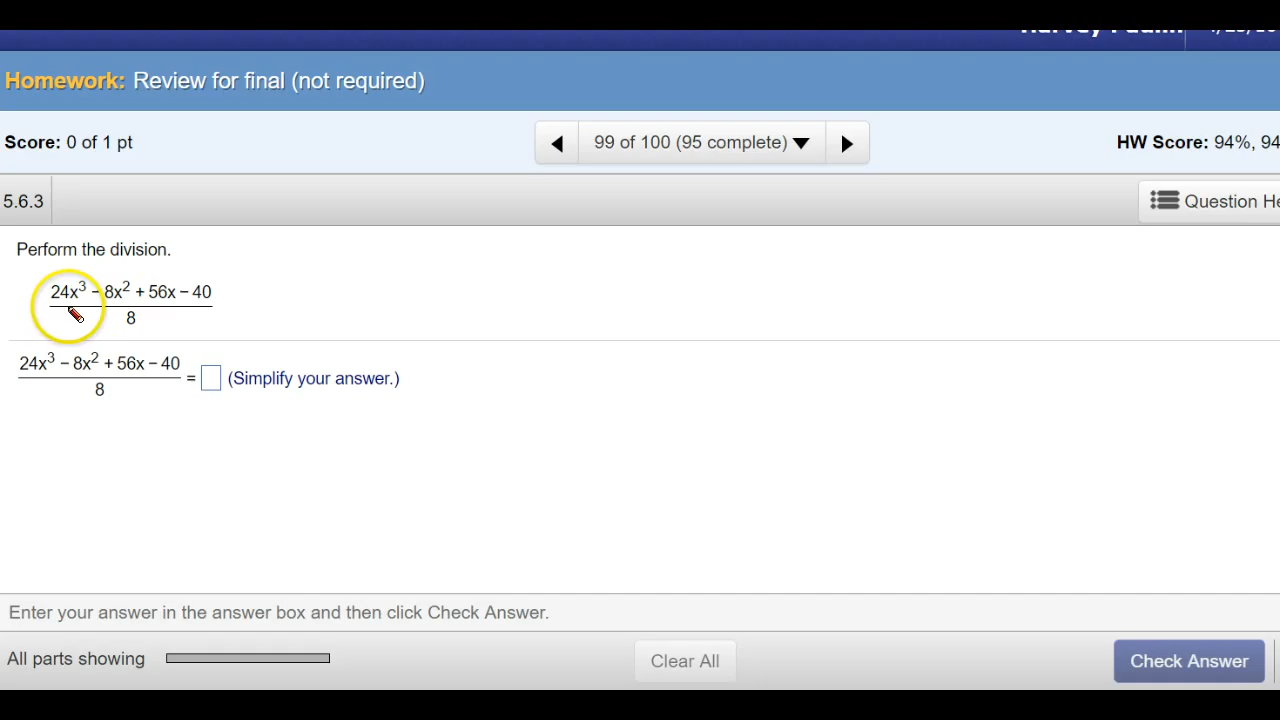 Homework: Review for final (not required)
Score: 0 of 1 pt
99 of 100 (95 complete)
HW Score: 94%, 94
5.6.3
Question He
Perform the division.
24x³ − 8x² + 56x − 40
8
24x³ − 8x² + 56x − 40
8
= (Simplify your answer.)
Enter your answer in the answer box and then click Check Answer.
All parts showing
Clear All
Check Answer